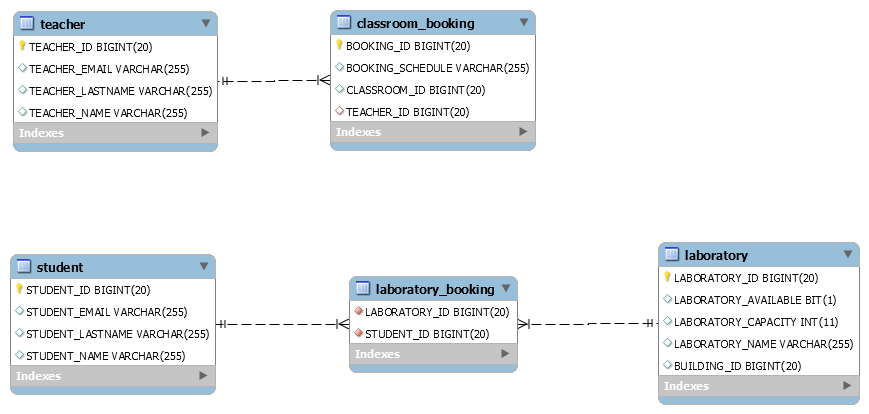 teacher
TEACHER_ID BIGINT(20)
TEACHER_EMAIL VARCHAR(255)
TEACHER_LASTNAME VARCHAR(255)
TEACHER_NAME VARCHAR(255)
Indexes
classroom_booking
BOOKING_ID BIGINT(20)
BOOKING_SCHEDULE VARCHAR(255)
CLASSROOM_ID BIGINT(20)
TEACHER_ID BIGINT(20)
Indexes
student
STUDENT_ID BIGINT(20)
STUDENT_EMAIL VARCHAR(255)
STUDENT_LASTNAME VARCHAR(255)
STUDENT_NAME VARCHAR(255)
Indexes
laboratory_booking
LABORATORY_ID BIGINT(20)
STUDENT_ID BIGINT(20)
Indexes
laboratory
LABORATORY_ID BIGINT(20)
LABORATORY_AVAILABLE BIT(1)
LABORATORY_CAPACITY INT(11)
LABORATORY_NAME VARCHAR(255)
BUILDING_ID BIGINT(20)
Indexes